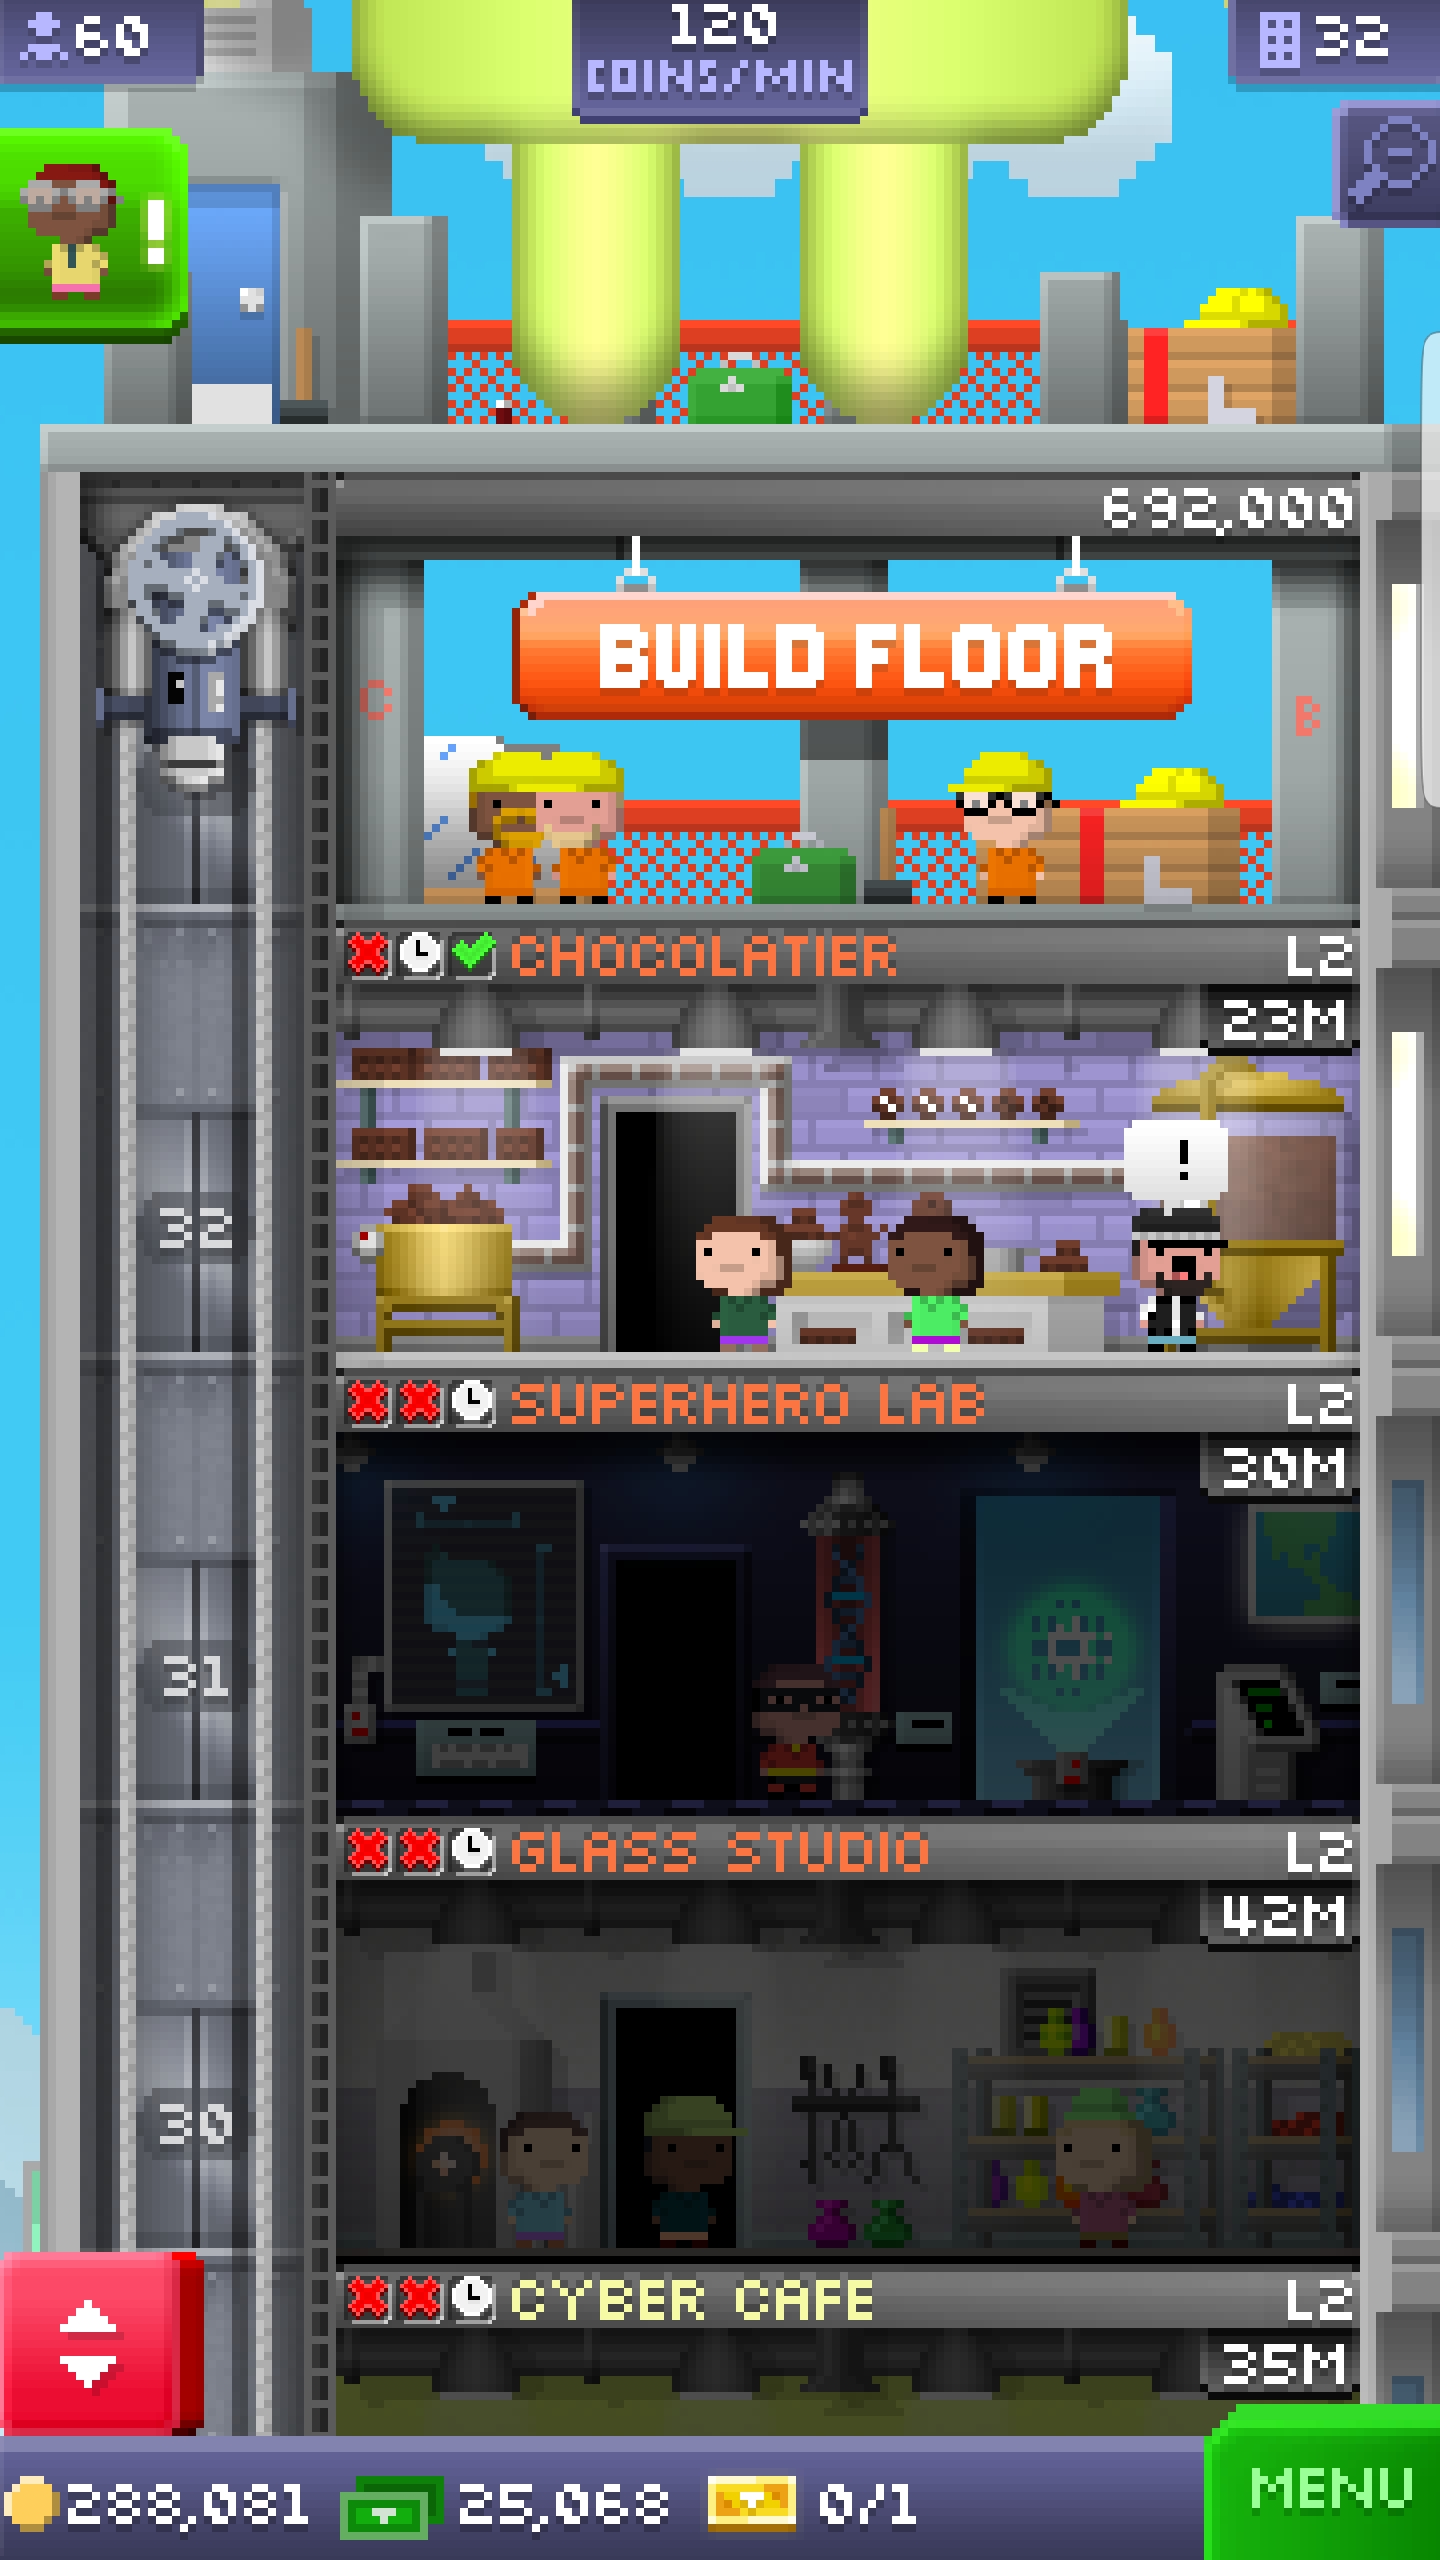 60
120
COINS/MIN
32
!
692,000
BUILD FLOOR
C
B
CHOCOLATIER L2
23M
!
32
SUPERHERO LAB L2
30M
31
GLASS STUDIO L2
42M
30
CYBER CAFE L2
35M
288,081 25,068 0/1
MENU